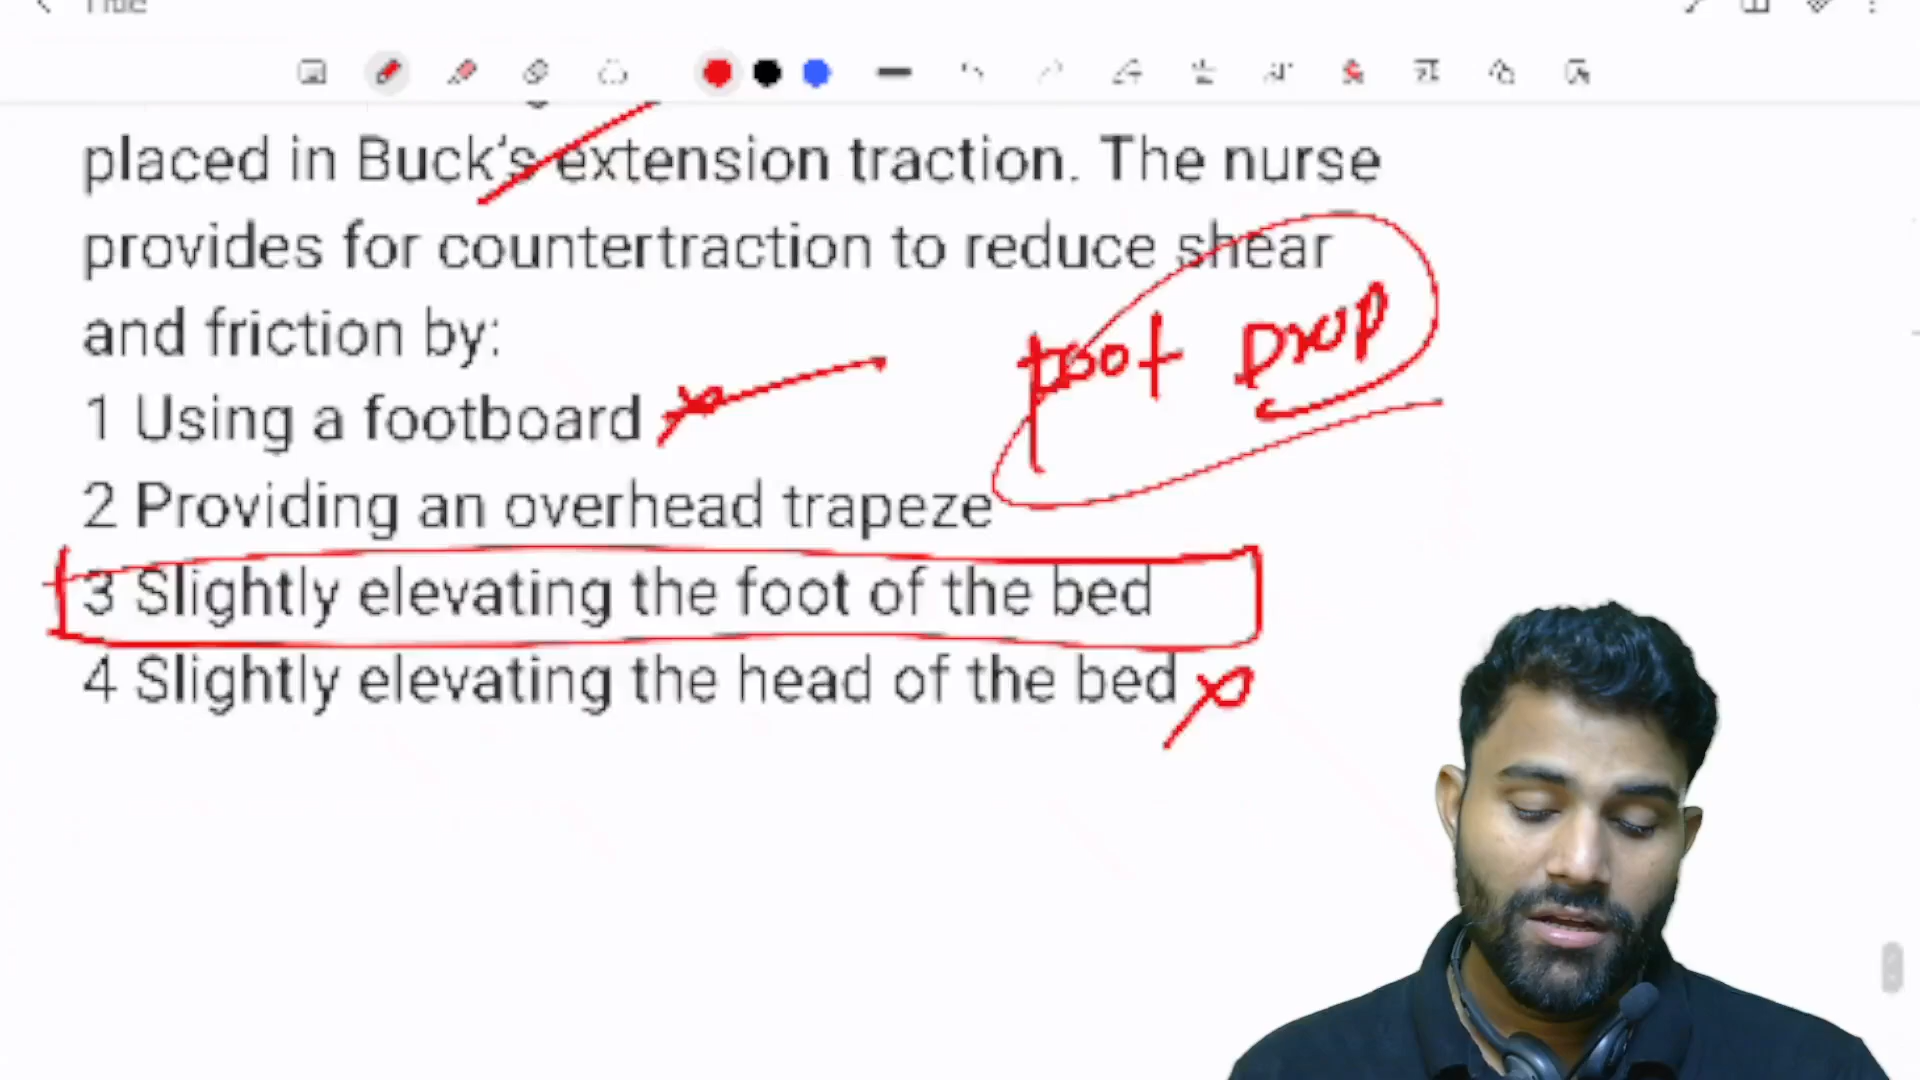 Title
placed in Buck's extension traction. The nurse
provides for countertraction to reduce shear
and friction by:
Foot Drop
1 Using a footboard
2 Providing an overhead trapeze
3 Slightly elevating the foot of the bed
4 Slightly elevating the head of the bed